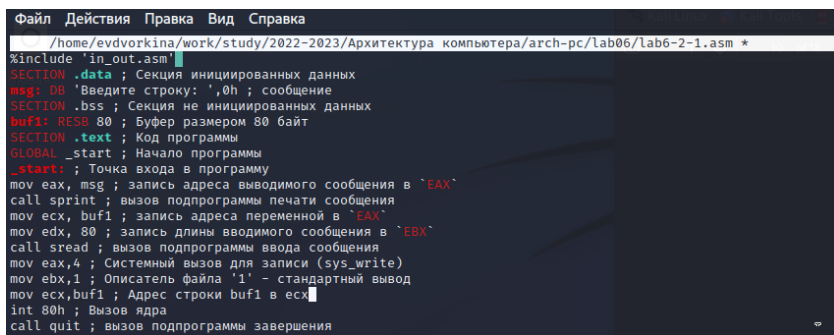 Файл Действия Правка Вид Справка
/home/evdvorkina/work/study/2022-2023/Архитектура компьютера/arch-pc/lab06/lab6-2-1.asm *
%include 'in_out.asm'
SECTION .data ; Секция инициированных данных
msg: DB 'Введите строку: ',0h ; сообщение
SECTION .bss ; Секция не инициированных данных
buf1: RESB 80 ; Буфер размером 80 байт
SECTION .text ; Код программы
GLOBAL _start ; Начало программы
_start: ; Точка входа в программу
mov eax, msg ; запись адреса выводимого сообщения в `EAX`
call sprint ; вызов подпрограммы печати сообщения
mov ecx, buf1 ; запись адреса переменной в `EAX`
mov edx, 80 ; запись длины вводимого сообщения в `EBX`
call sread ; вызов подпрограммы ввода сообщения
mov eax,4 ; Системный вызов для записи (sys_write)
mov ebx,1 ; Описатель файла '1' - стандартный вывод
mov ecx,buf1 ; Адрес строки buf1 в ecx
int 80h ; Вызов ядра
call quit ; вызов подпрограммы завершения